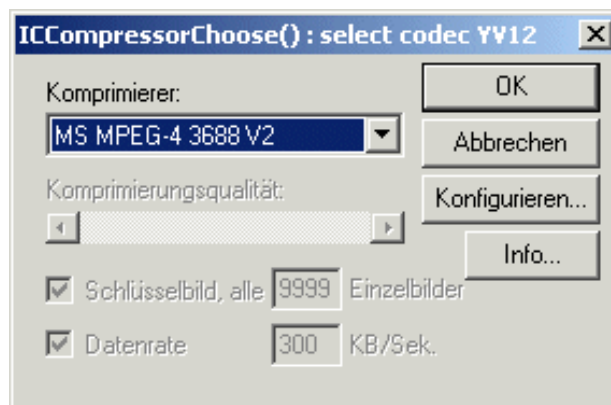 ICCompressorChoose() : select codec YV12
Komprimierer:
MS MPEG-4 3688 V2
Komprimierungsqualität:
Schlüsselbild, alle 9999 Einzelbilder
Datenrate 300 KB/Sek.
OK
Abbrechen
Konfigurieren...
Info...